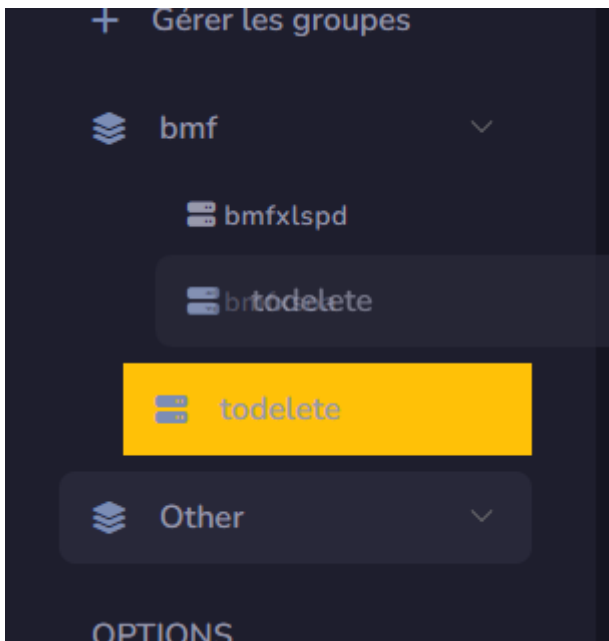 Gérer les groupes
bmf
bmfxlspd
todelete
todelete
Other
OPTIONS